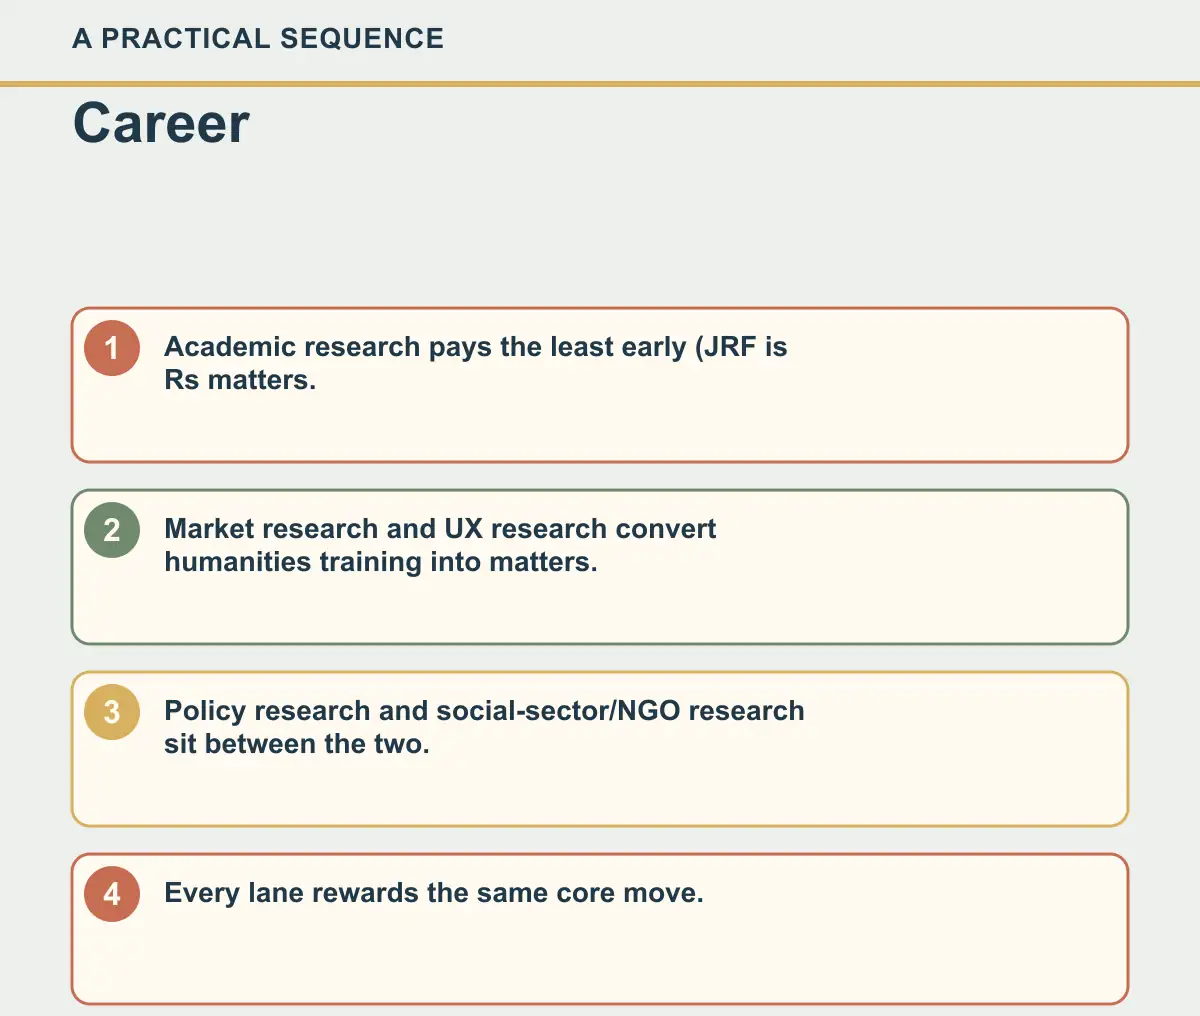 A PRACTICAL SEQUENCE
Career
1
Academic research pays the least early (JRF is
Rs matters.
2
Market research and UX research convert
humanities training into matters.
3
Policy research and social-sector/NGO research
sit between the two.
4
Every lane rewards the same core move.